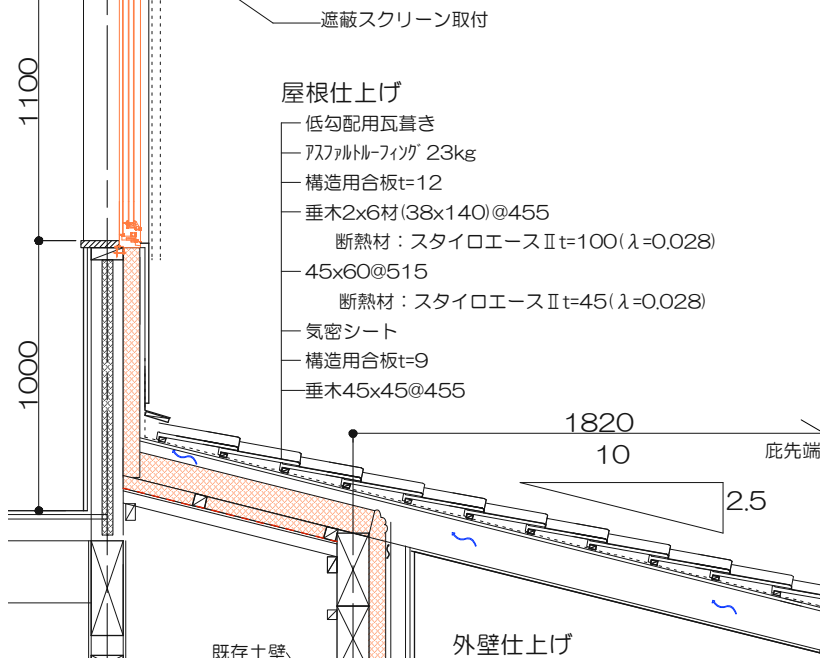 遮蔽スクリーン取付
1100
屋根仕上げ
低勾配用瓦葺き
ｱｽﾌｧﾙﾄﾙｰﾌｨﾝｸﾞ 23kg
構造用合板t=12
垂木2x6材(38x140)@455
断熱材：スタイロエースⅡt=100(λ=0.028)
45x60@515
断熱材：スタイロエースⅡt=45(λ=0.028)
気密シート
構造用合板t=9
垂木45x45@455
1000
1820
10
庇先端
2.5
外壁仕上げ
既存土壁